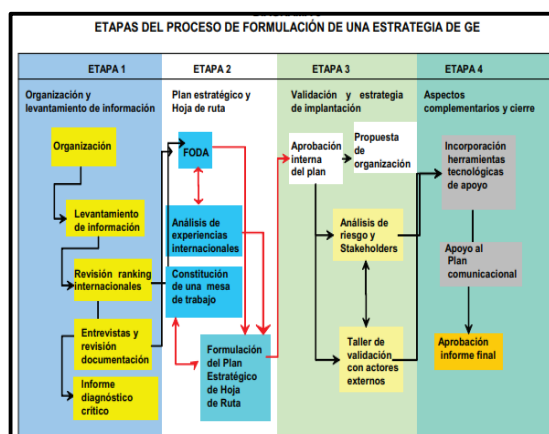 ETAPAS DEL PROCESO DE FORMULACIÓN DE UNA ESTRATEGIA DE GE
ETAPA 1
ETAPA 2
ETAPA 3
ETAPA 4
Organización y
levantamiento de información
Plan estratégico y
Hoja de ruta
Validación y estrategia
de implantación
Aspectos
complementarios y cierre
Organización
Levantamiento
de información
Revisión ranking
internacionales
Entrevistas y
revisión
documentación
Informe
diagnóstico
crítico
FODA
Análisis de
experiencias
internacionales
Constitución
de una mesa
de trabajo
Formulación
del Plan
Estratégico
de Hoja
de Ruta
Aprobación
interna
del plan
Propuesta
de
organización
Análisis
de
riesgo y
Stakeholders
Taller de
validación
con actores
externos
Incorporación
herramientas
tecnológicas
de apoyo
Apoyo al
Plan
comunicacional
Aprobación
informe final